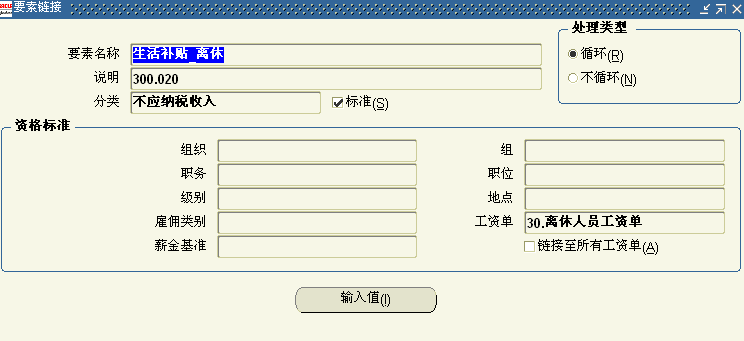 要素链接
处理类型
要素名称 生活补贴_离休
循环(R)
说明 300.020
不循环(N)
分类 不应纳税收入 标准(S)
资格标准
组织 组
职务 职位
级别 地点
雇佣类别 工资单 30.离休人员工资单
薪金基准 链接至所有工资单(A)
输入值(I)